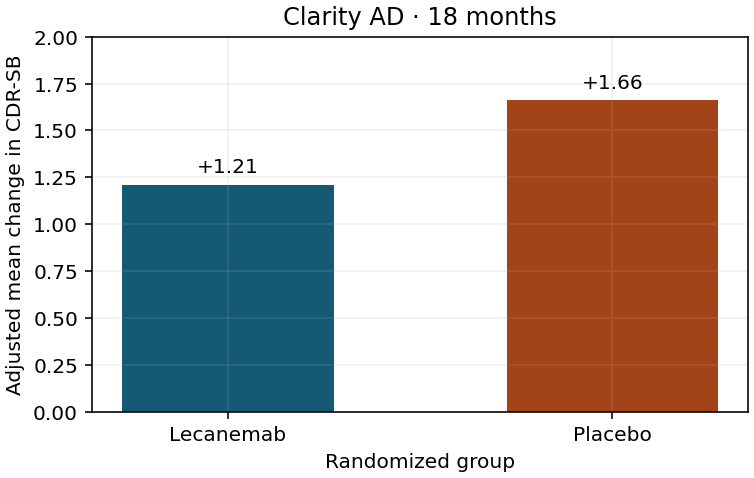 Clarity AD · 18 months
Adjusted mean change in CDR-SB
2.00
1.75
1.50
1.25
1.00
0.75
0.50
0.25
0.00
+1.21
+1.66
Lecanemab
Placebo
Randomized group